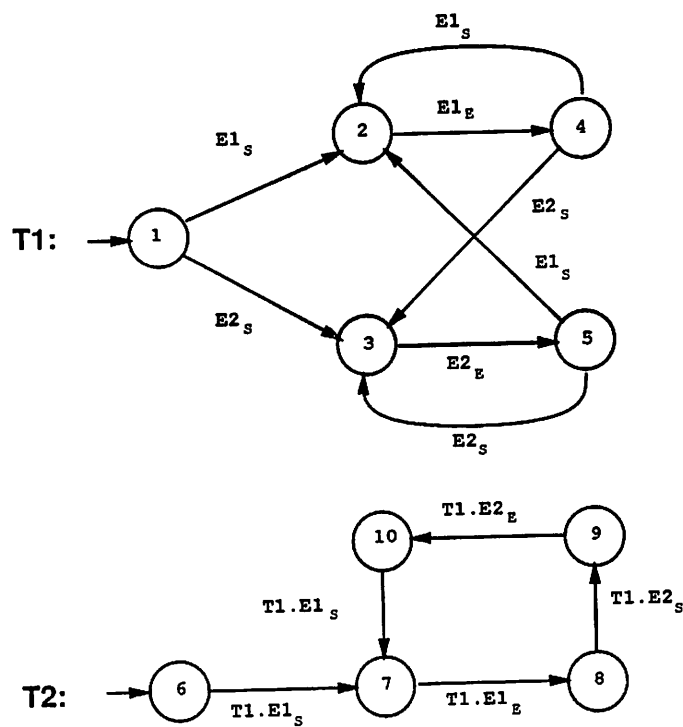 E1S
2
E1E
4
E1S
E2S
T1:
1
E1S
E2S
3
E2E
5
E2S
10
T1.E2E
9
T1.E1S
T1.E2S
T2:
6
T1.E1S
7
T1.E1E
8